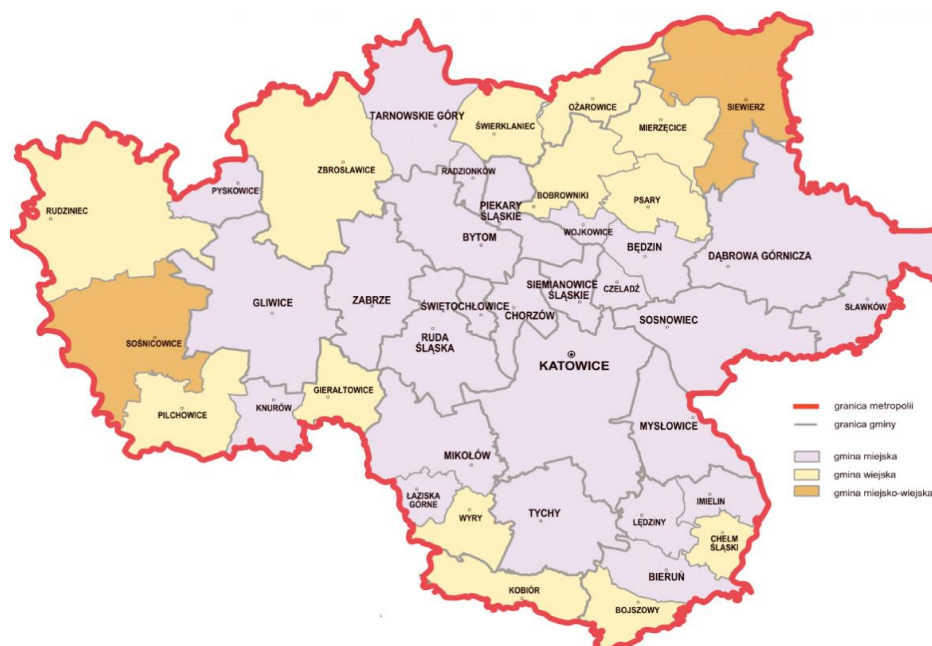 TARNOWSKIE GÓRY
ŚWIERKLANIEC
OŻAROWICE
SIEWIERZ
MIERZĘCICE
ZBROSŁAWICE
RADZIONKÓW
PYSKOWICE
PIEKARY
ŚLĄSKIE
BOBROWNIKI
PSARY
RUDZINIEC
WOJKOWICE
BYTOM
BĘDZIN
DĄBROWA GÓRNICZA
GLIWICE
ZABRZE
ŚWIĘTOCHŁOWICE
CHORZÓW
SIEMIANOWICE
ŚLĄSKIE
CZELADŹ
SŁAWKÓW
SOSNOWIEC
RUDA
ŚLĄSKA
SOŚNICOWICE
KATOWICE
GIERAŁTOWICE
KNURÓW
PILCHOWICE
MYSŁOWICE
MIKOŁÓW
ŁAZISKA
GÓRNE
WYRY
TYCHY
LĘDZINY
IMIELIN
CHEŁM
ŚLĄSKI
BIERUŃ
KOBIÓR
BOJSZOWY
granica metropolii
granica gminy
gmina miejska
gmina wiejska
gmina miejsko-wiejska